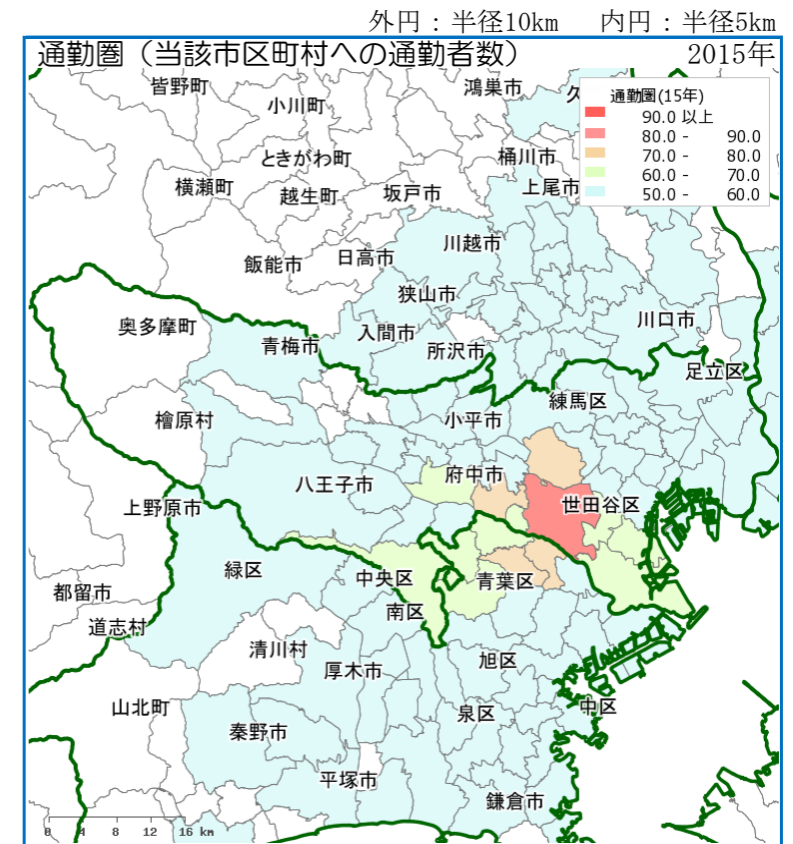 外円：半径10km 内円：半径5km
通勤圏（当該市区町村への通勤者数） 2015年
皆野町
鴻巣市
久
小川町
通勤圏(15年)
90.0 以上
80.0 - 90.0
70.0 - 80.0
60.0 - 70.0
50.0 - 60.0
ときがわ町
桶川市
横瀬町
越生町
坂戸市
上尾市
川越市
飯能市
日高市
狭山市
奥多摩町
青梅市
入間市
所沢市
川口市
足立区
檜原村
小平市
練馬区
八王子市
府中市
上野原市
世田谷区
緑区
中央区
青葉区
都留市
道志村
南区
清川村
厚木市
旭区
山北町
秦野市
泉区
中区
平塚市
鎌倉市
0 4 8 12 16 km